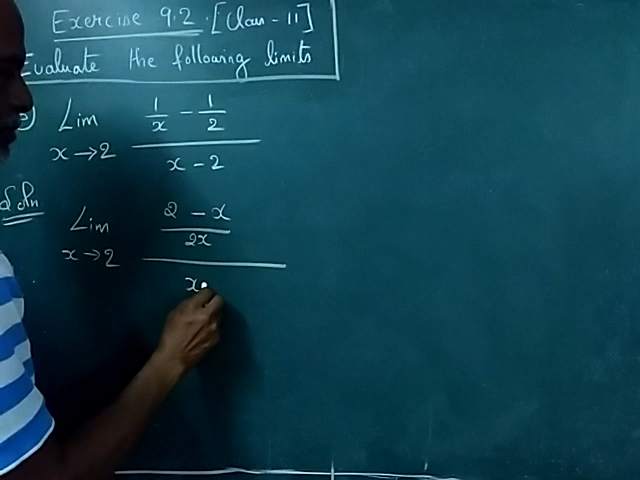 Exercise 9.2 · [Class - 11]
Evaluate the following limits
) Lim 1/x - 1/2
x→2 x - 2
Soln
Lim 2 - x
2x
x→2
x